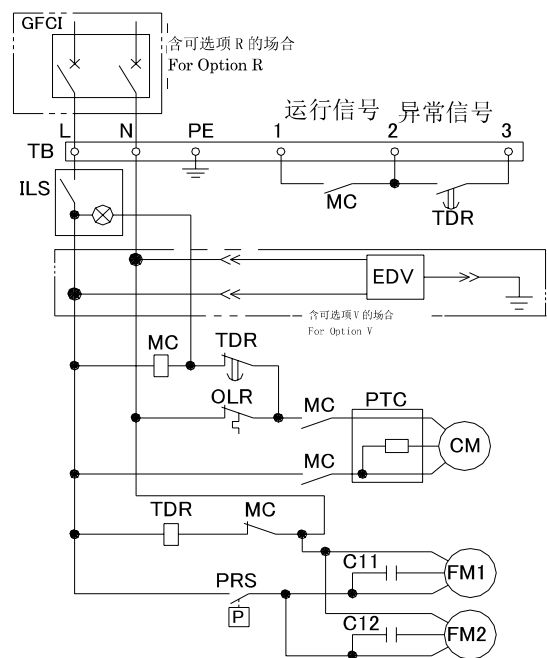 GFCI
含可选项 R 的场合
For Option R
运行信号 异常信号
L N PE 1 2 3
TB
ILS
MC
TDR
EDV
含可选项 V 的场合
For Option V
MC TDR
OLR MC PTC
CM
MC
TDR MC
C11
FM1
PRS
P
C12
FM2